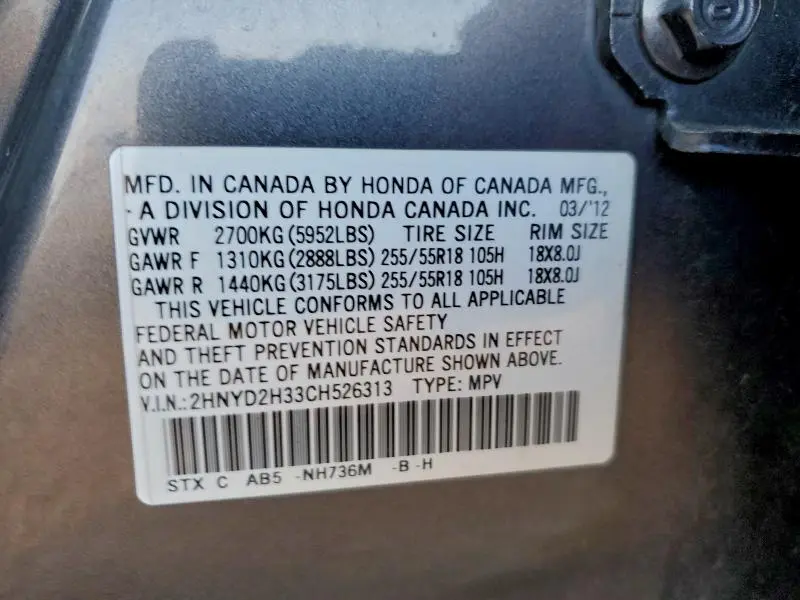 MFD. IN CANADA BY HONDA OF CANADA MFG.,
A DIVISION OF HONDA CANADA INC. 03/'12
GVWR 2700KG (5952LBS) TIRE SIZE RIM SIZE
GAWR F 1310KG (2888LBS) 255/55R18 105H 18X8.0J
GAWR R 1440KG (3175LBS) 255/55R18 105H 18X8.0J
THIS VEHICLE CONFORMS TO ALL APPLICABLE
FEDERAL MOTOR VEHICLE SAFETY
AND THEFT PREVENTION STANDARDS IN EFFECT
ON THE DATE OF MANUFACTURE SHOWN ABOVE.
V.I.N.: 2HNYD2H33CH526313 TYPE: MPV
STX C AB5 -NH736M -B -H